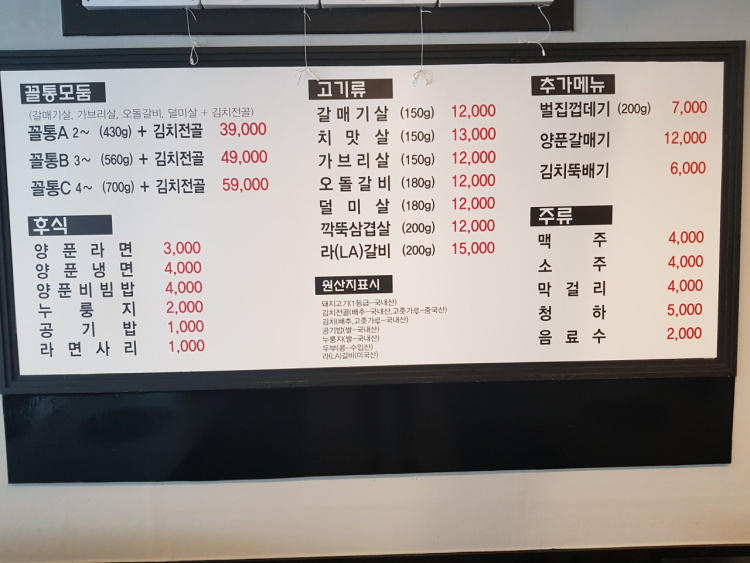 꼴통모둠
(갈매기살, 가브리살, 오돌갈비, 덜미살 + 김치전골)
꼴통A 2~ (430g) + 김치전골 39,000
꼴통B 3~ (560g) + 김치전골 49,000
꼴통C 4~ (700g) + 김치전골 59,000
후식
양푼라면 3,000
양푼냉면 4,000
양푼비빔밥 4,000
누룽지 2,000
공기밥 1,000
라면사리 1,000
고기류
갈매기살 (150g) 12,000
치맛살 (150g) 13,000
가브리살 (150g) 12,000
오돌갈비 (180g) 12,000
덜미살 (180g) 12,000
깍뚝삼겹살 (200g) 12,000
라(LA)갈비 (200g) 15,000
원산지표시
돼지고기(1등급-국내산)
김치전골(배추-국내산,고춧가루-중국산)
김치(배추,고춧가루-국내산)
공기밥(쌀-국내산)
누룽지(쌀-국내산)
두부(콩-수입산)
라(LA)갈비(미국산)
추가메뉴
벌집껍데기 (200g) 7,000
양푼갈매기 12,000
김치뚝배기 6,000
주류
맥주 4,000
소주 4,000
막걸리 4,000
청하 5,000
음료수 2,000